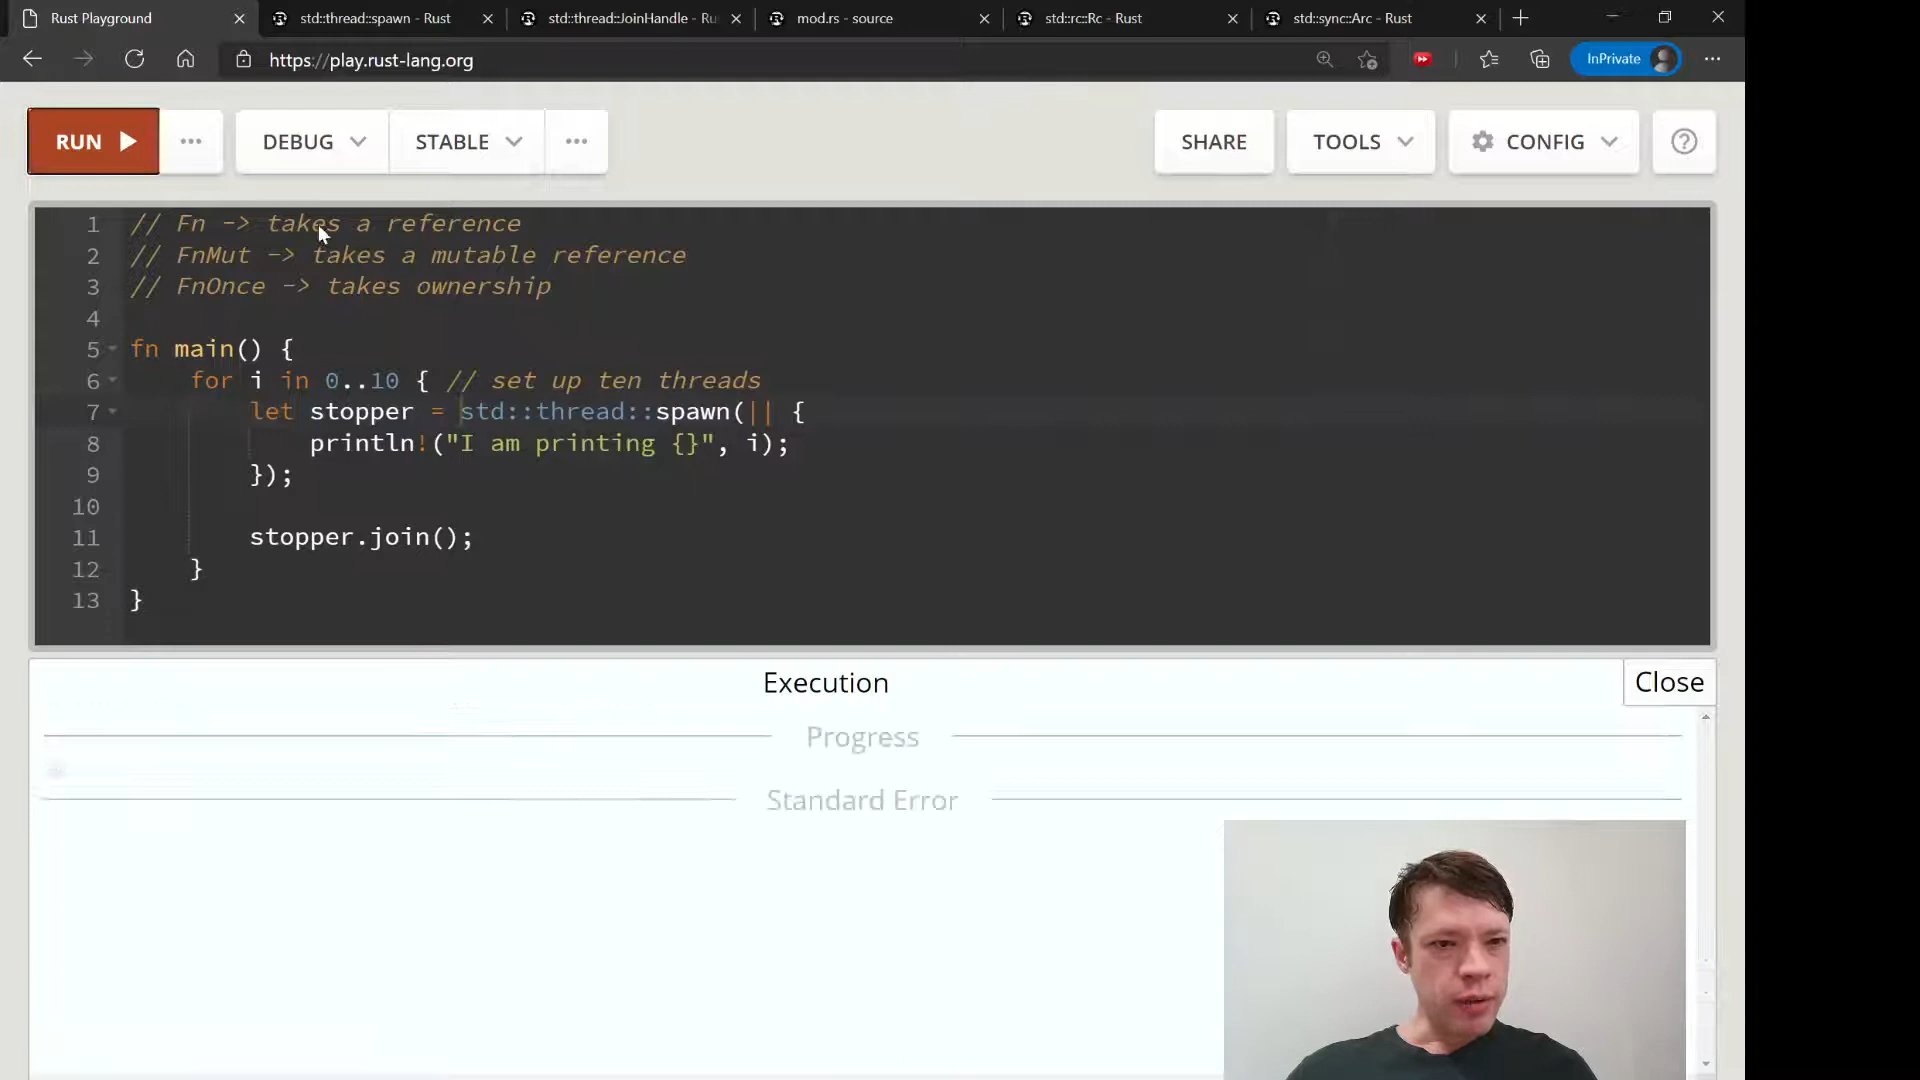 Rust Playground
std::thread::spawn - Rust
std::thread::JoinHandle - Ru
mod.rs - source
std::rc::Rc - Rust
std::sync::Arc - Rust
https://play.rust-lang.org
InPrivate
RUN
DEBUG
STABLE
SHARE
TOOLS
CONFIG
1 // Fn -> takes a reference
2 // FnMut -> takes a mutable reference
3 // FnOnce -> takes ownership
4
5 fn main() {
6 for i in 0..10 { // set up ten threads
7 let stopper = std::thread::spawn(|| {
8 println!("I am printing {}", i);
9 });
10
11 stopper.join();
12 }
13 }
Execution
Close
Progress
Standard Error